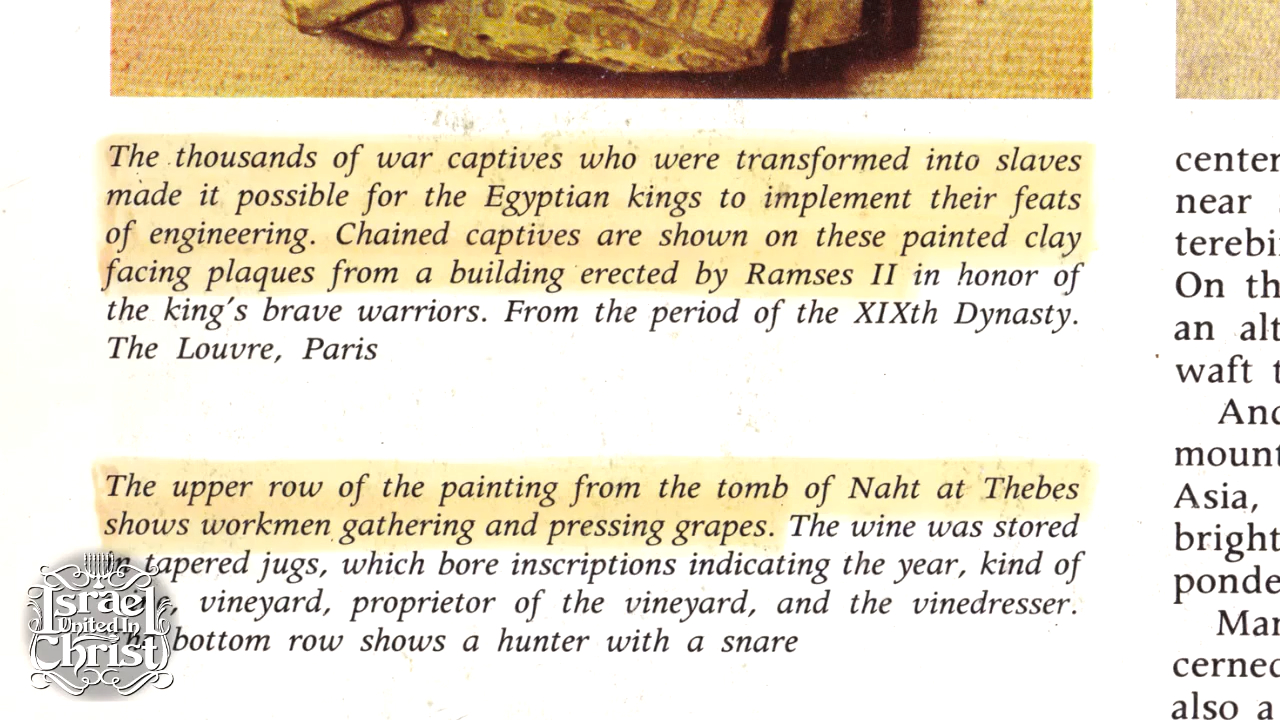 The thousands of war captives who were transformed into slaves
made it possible for the Egyptian kings to implement their feats
of engineering. Chained captives are shown on these painted clay
facing plaques from a building erected by Ramses II in honor of
the king's brave warriors. From the period of the XIXth Dynasty.
The Louvre, Paris
The upper row of the painting from the tomb of Naht at Thebes
shows workmen gathering and pressing grapes. The wine was stored
in tapered jugs, which bore inscriptions indicating the year, kind of
vineyard, proprietor of the vineyard, and the vinedresser.
The bottom row shows a hunter with a snare
center
near
On th
an alt
waft t
And
mount
Asia,
bright
ponde
Mar
cerned
also a
Israel
United In
Christ